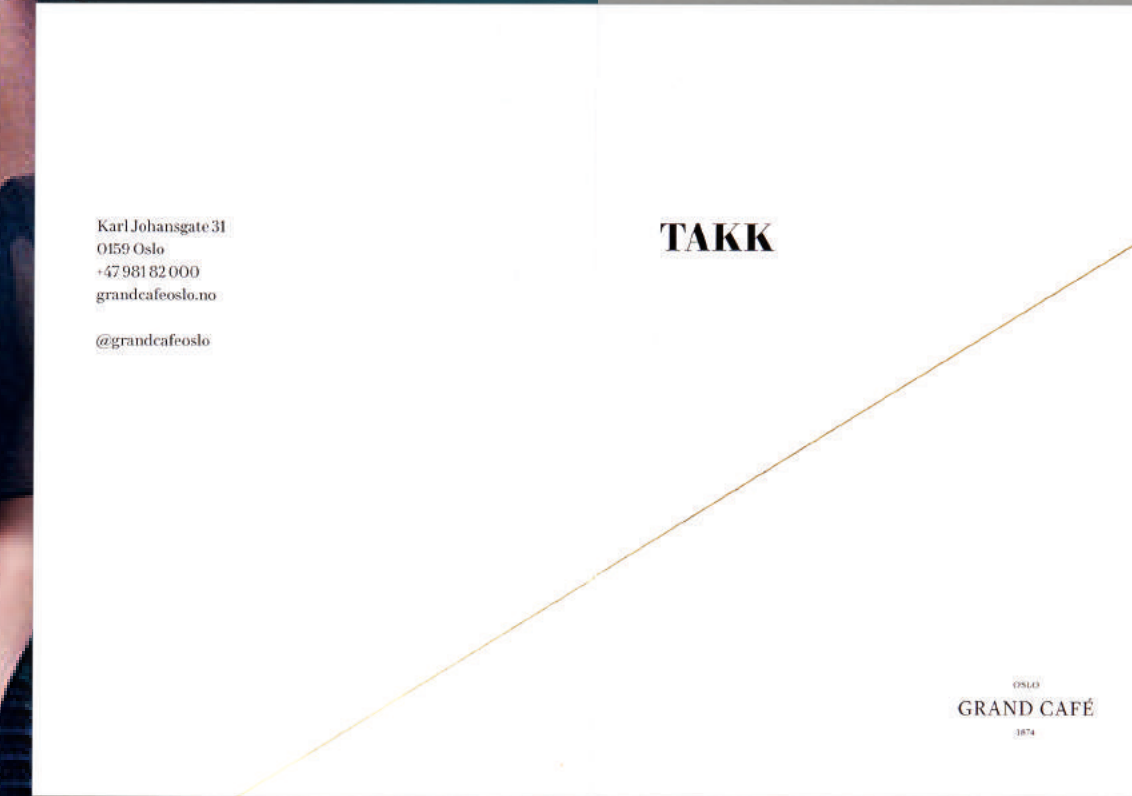 Karl Johansgate 31
0159 Oslo
+47 981 82 000
grandcafeoslo.no
@grandcafeoslo
TAKK
OSLO
GRAND CAFÉ
1874